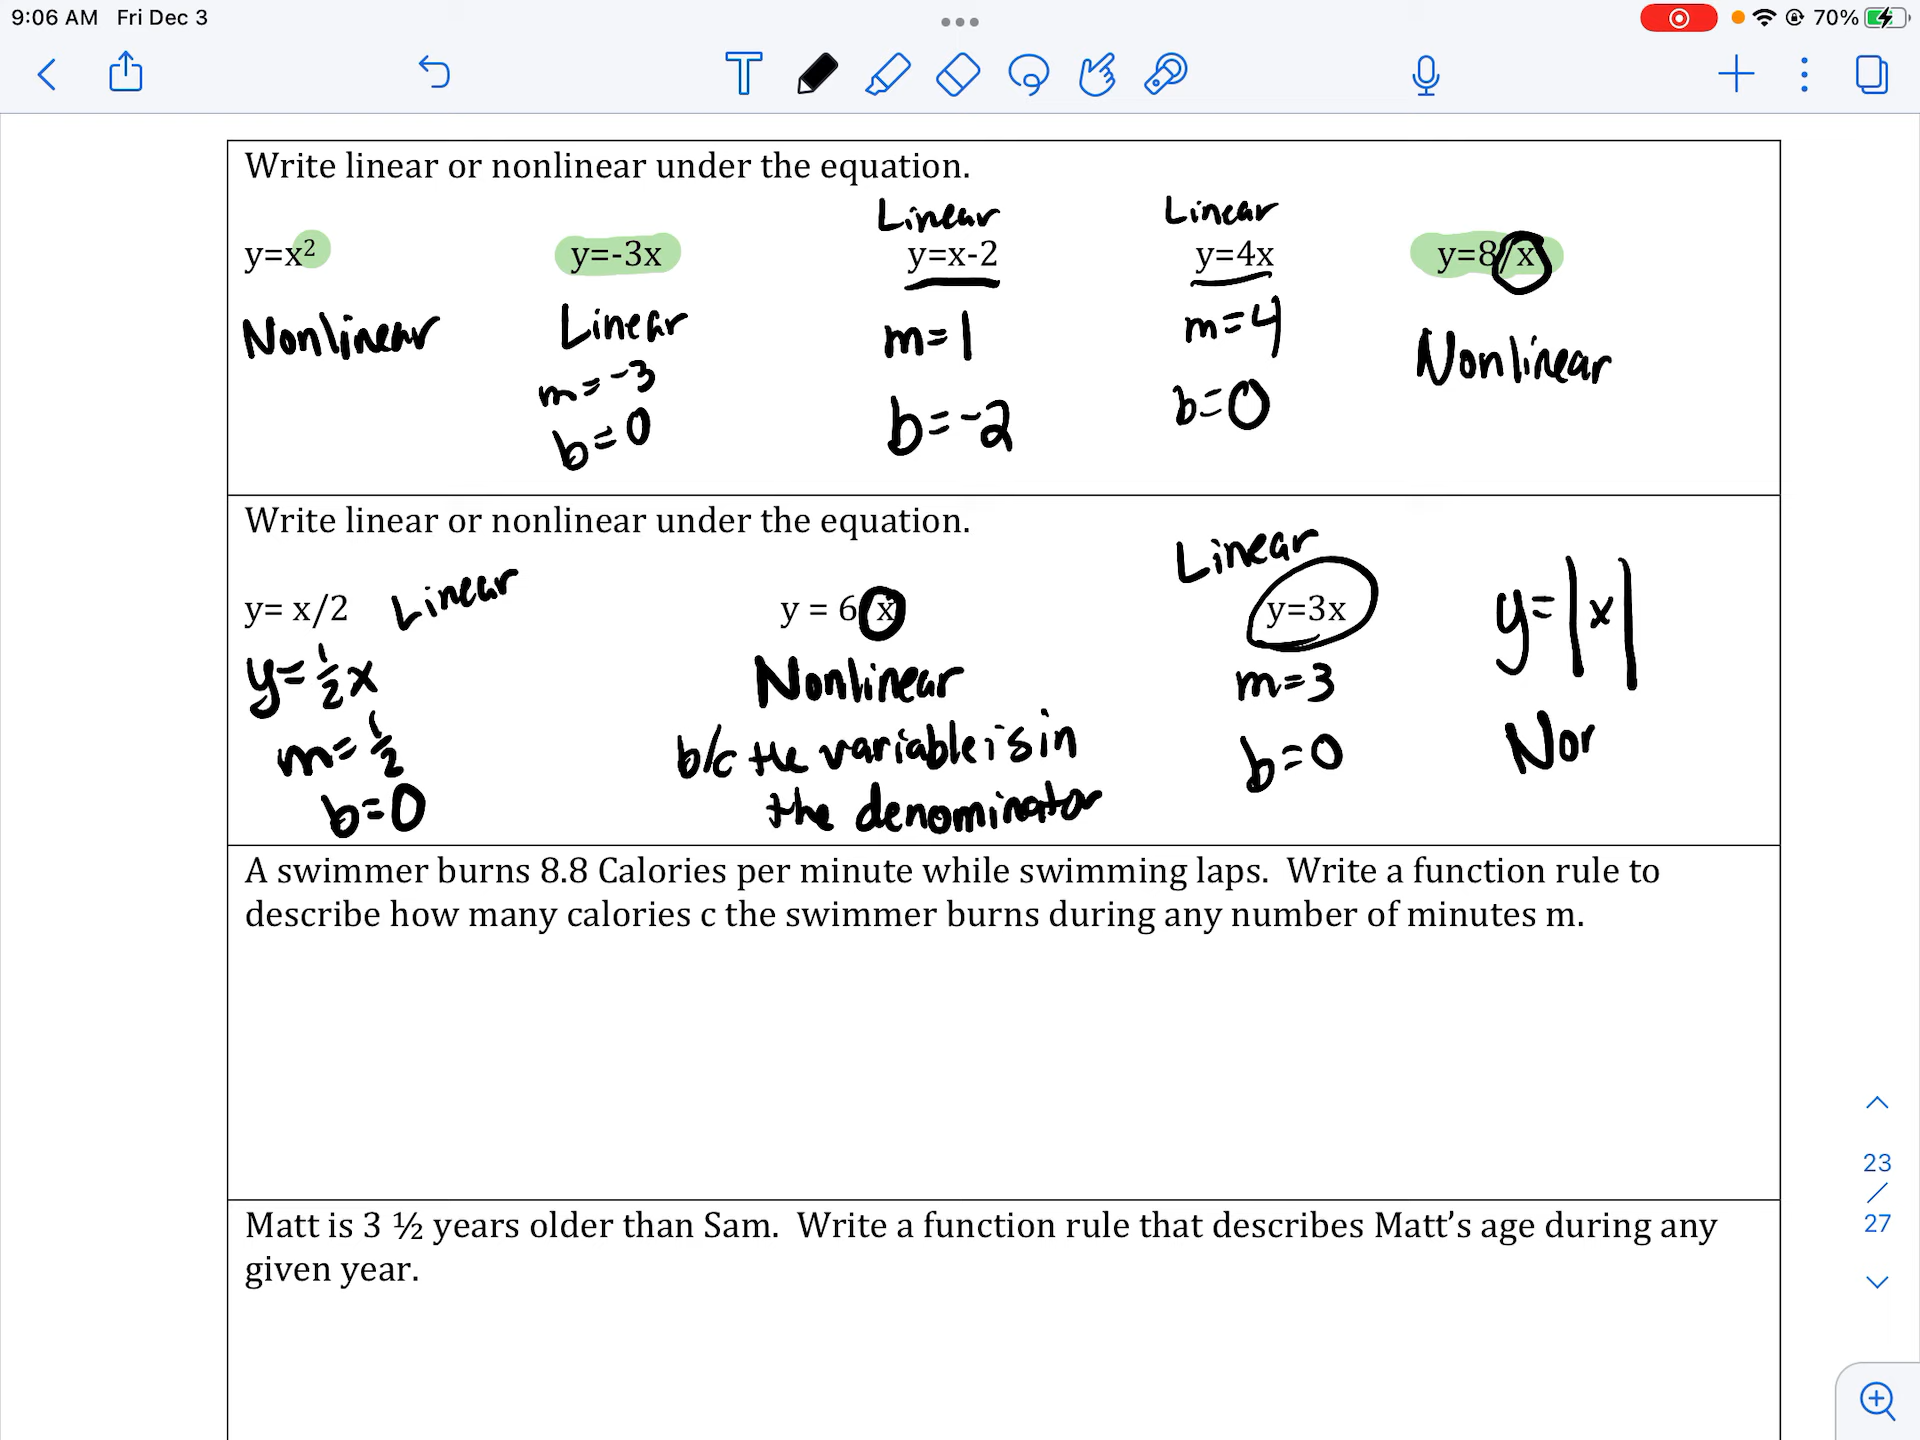 9:06 AM Fri Dec 3
70%
Write linear or nonlinear under the equation.
Linear Linear
y=x² y=-3x y=x-2 y=4x y=8/x
Nonlinear Linear m=1 m=4 Nonlinear
m=-3
b=0 b=-2 b=0
Write linear or nonlinear under the equation.
Linear
y= x/2 Linear y = 6/x y=3x y=|x|
y=½x Nonlinear m=3
m=½ b/c the variable is in b=0 Non
b=0 the denominator
A swimmer burns 8.8 Calories per minute while swimming laps. Write a function rule to
describe how many calories c the swimmer burns during any number of minutes m.
Matt is 3 ½ years older than Sam. Write a function rule that describes Matt’s age during any
given year.
23
/
27